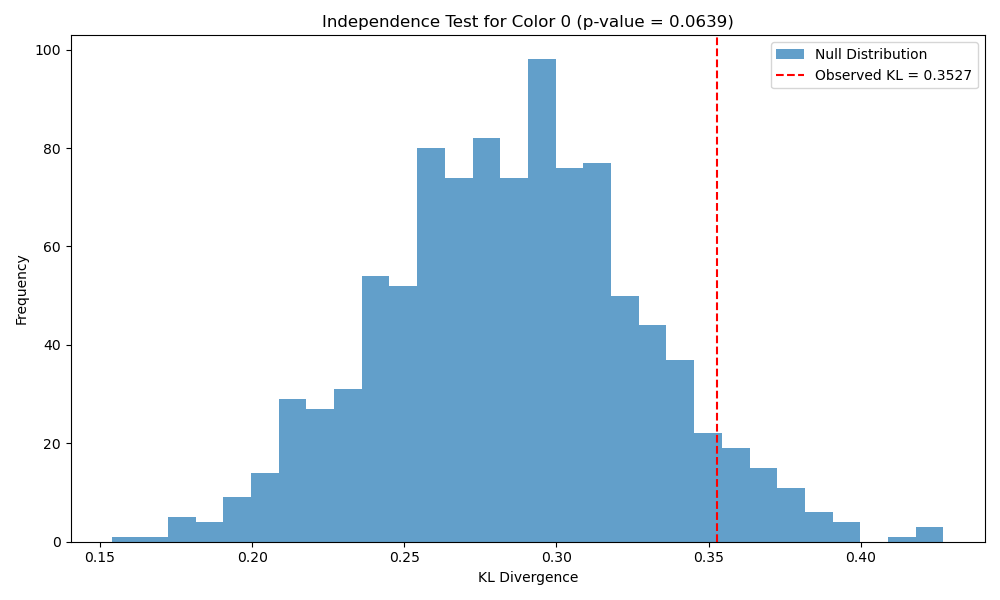 Independence Test for Color 0 (p-value = 0.0639)
Null Distribution
Observed KL = 0.3527
Frequency
100
80
60
40
20
0
0.15 0.20 0.25 0.30 0.35 0.40
KL Divergence